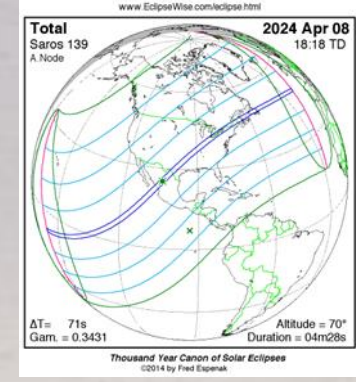 www.EclipseWise.com/eclipse.html
Total
2024 Apr 08
Saros 139
18:18 TD
A. Node
ΔT= 71s
Altitude = 70°
Gam. = 0.3431
Duration = 04m28s
Thousand Year Canon of Solar Eclipses
©2014 by Fred Espenak